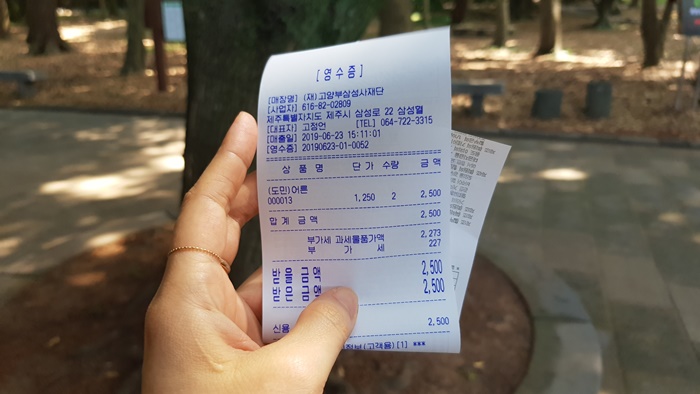 [영수증]
[매장명] (재)고양부삼성사재단
[사업자] 616-82-02809
제주특별자치도 제주시 삼성로 22 삼성혈
[대표자] 고정언 [TEL] 064-722-3315
[매출일] 2019-06-23 15:11:01
[영수증] 20190623-01-0052
상 품 명 단 가 수량 금 액
(도민)어른
000013 1,250 2 2,500
합 계 금 액 2,500
부가세 과세물품가액 2,273
부 가 세 227
받 을 금 액 2,500
받 은 금 액 2,500
신용 2,500
(고객용) [1] ***